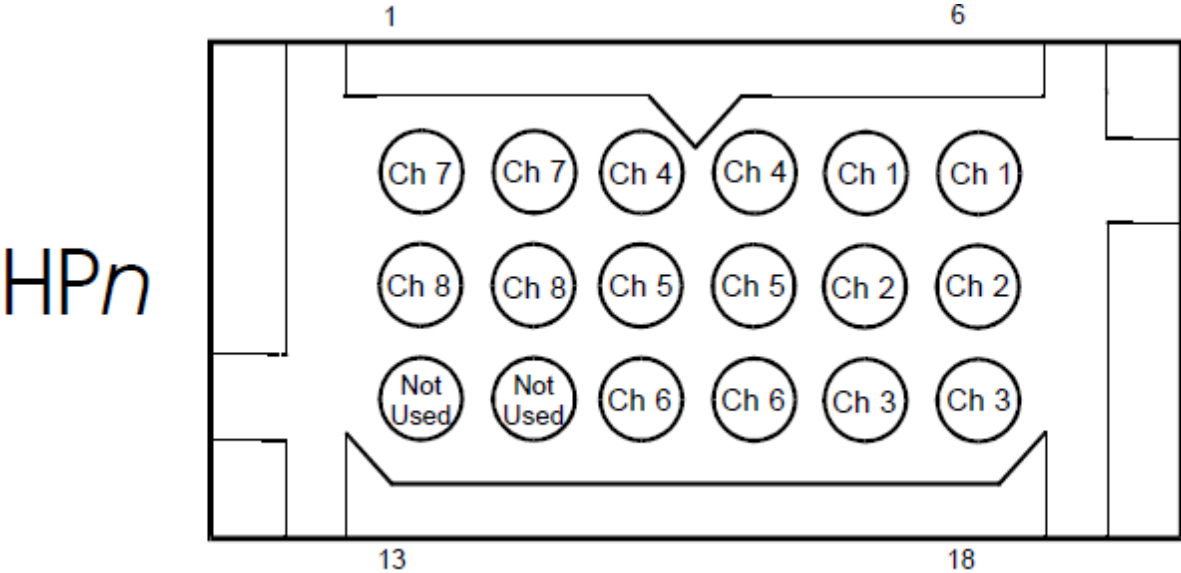 1 6
Ch 7 Ch 7 Ch 4 Ch 4 Ch 1 Ch 1
HPn
Ch 8 Ch 8 Ch 5 Ch 5 Ch 2 Ch 2
Not Used Not Used Ch 6 Ch 6 Ch 3 Ch 3
13 18